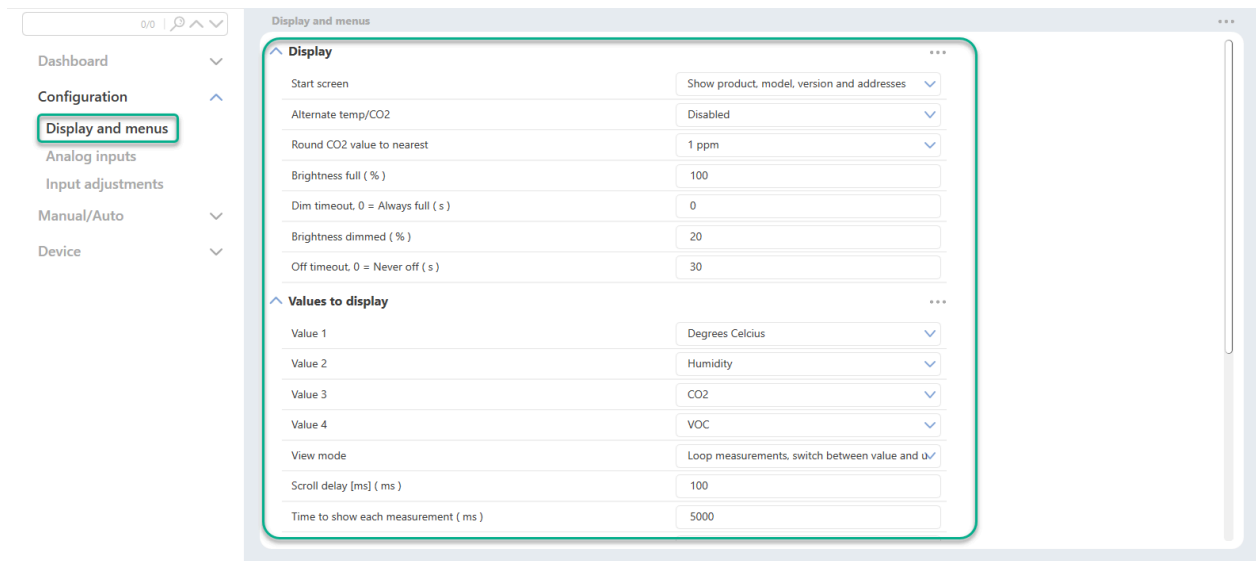 0/0
Display and menus
Dashboard
Configuration
Display and menus
Analog inputs
Input adjustments
Manual/Auto
Device
Display
Start screen Show product, model, version and addresses
Alternate temp/CO2 Disabled
Round CO2 value to nearest 1 ppm
Brightness full ( % ) 100
Dim timeout, 0 = Always full ( s ) 0
Brightness dimmed ( % ) 20
Off timeout, 0 = Never off ( s ) 30
Values to display
Value 1 Degrees Celcius
Value 2 Humidity
Value 3 CO2
Value 4 VOC
View mode Loop measurements, switch between value and u
Scroll delay [ms] ( ms ) 100
Time to show each measurement ( ms ) 5000